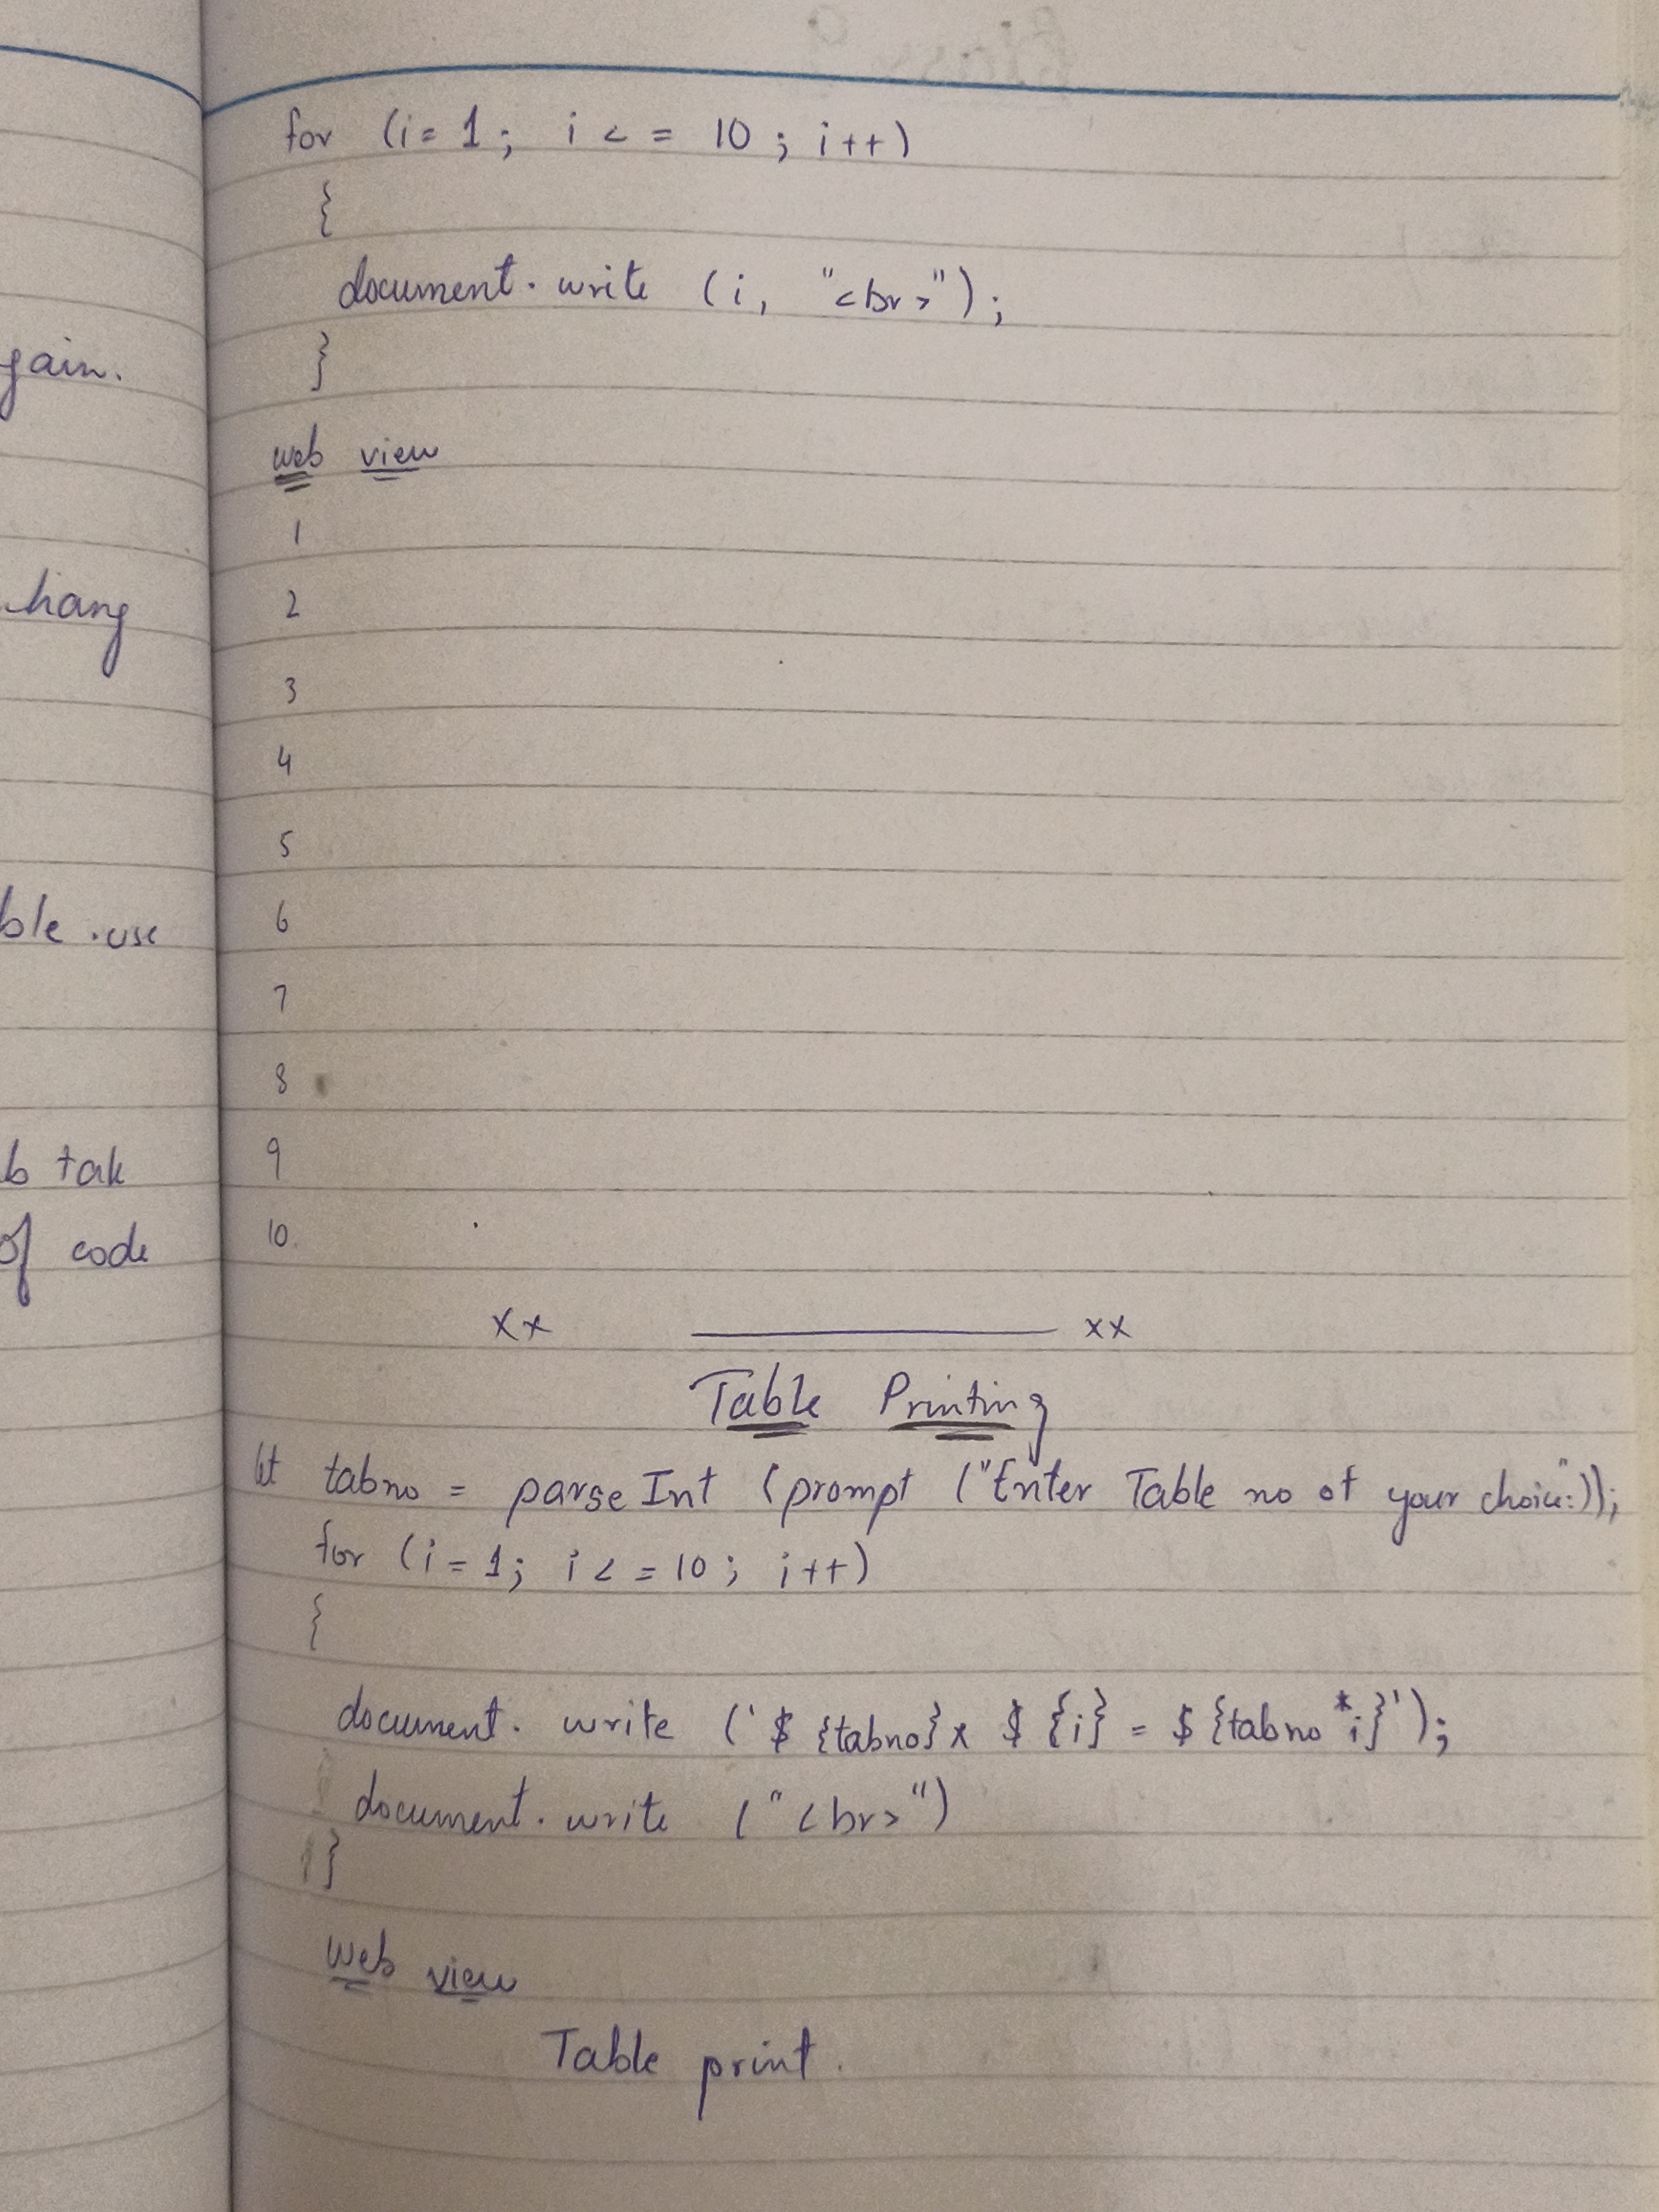 gain.
hang
ble .use
b tak
of code
for (i= 1; i < = 10 ; i++)
{
document. write (i, "<br>");
}
web view
1
2
3
4
5
6
7
8
9
10.
xx ——— xx
Table Printing
let tabno = parseInt (prompt ("Enter Table no of your choice:"));
for (i = 1; i < = 10; i++)
{
document. write ('${tabno} x ${i} = ${tabno * i}');
document. write ("<br>")
}
Web view
Table print.